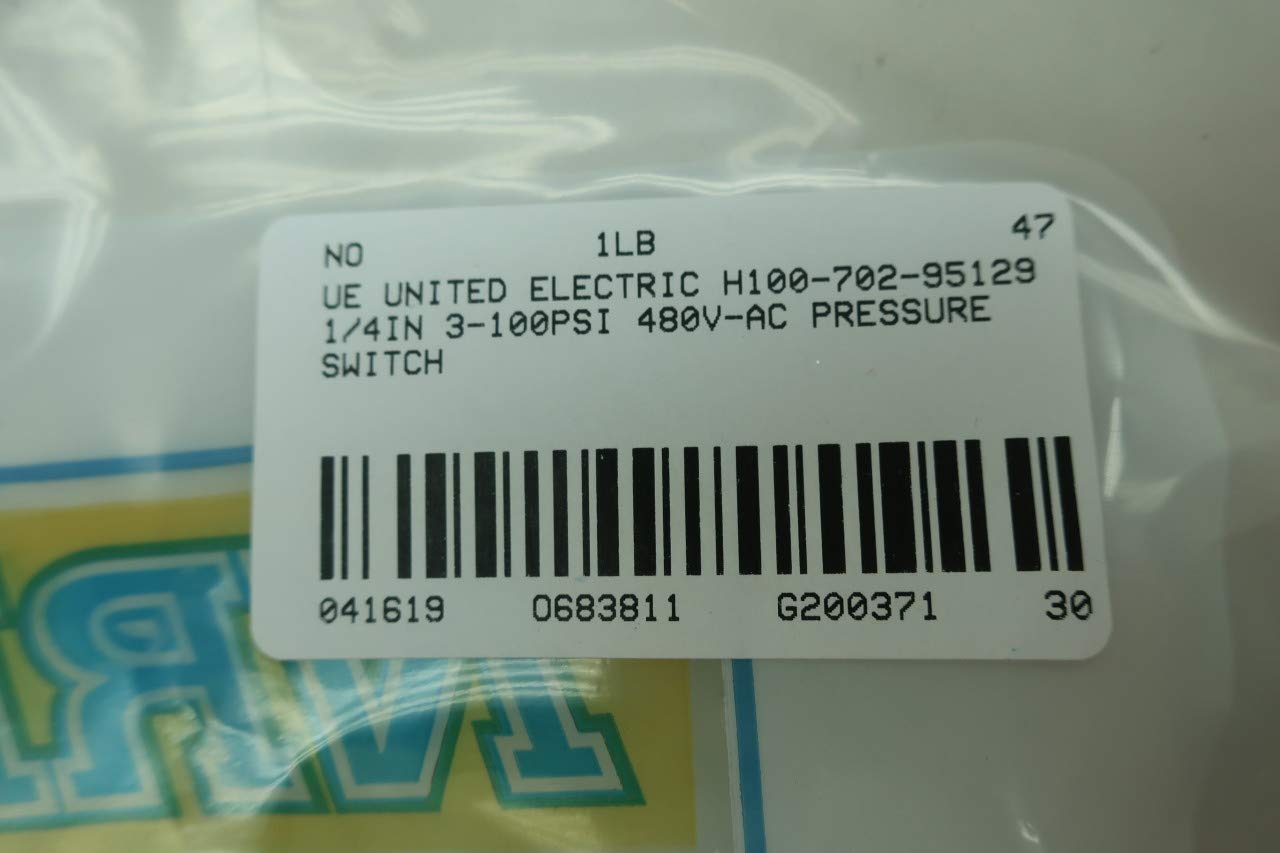 NO 1LB 47
UE UNITED ELECTRIC H100-702-95129
1/4IN 3-100PSI 480V-AC PRESSURE
SWITCH
041619 O683811 G200371 30